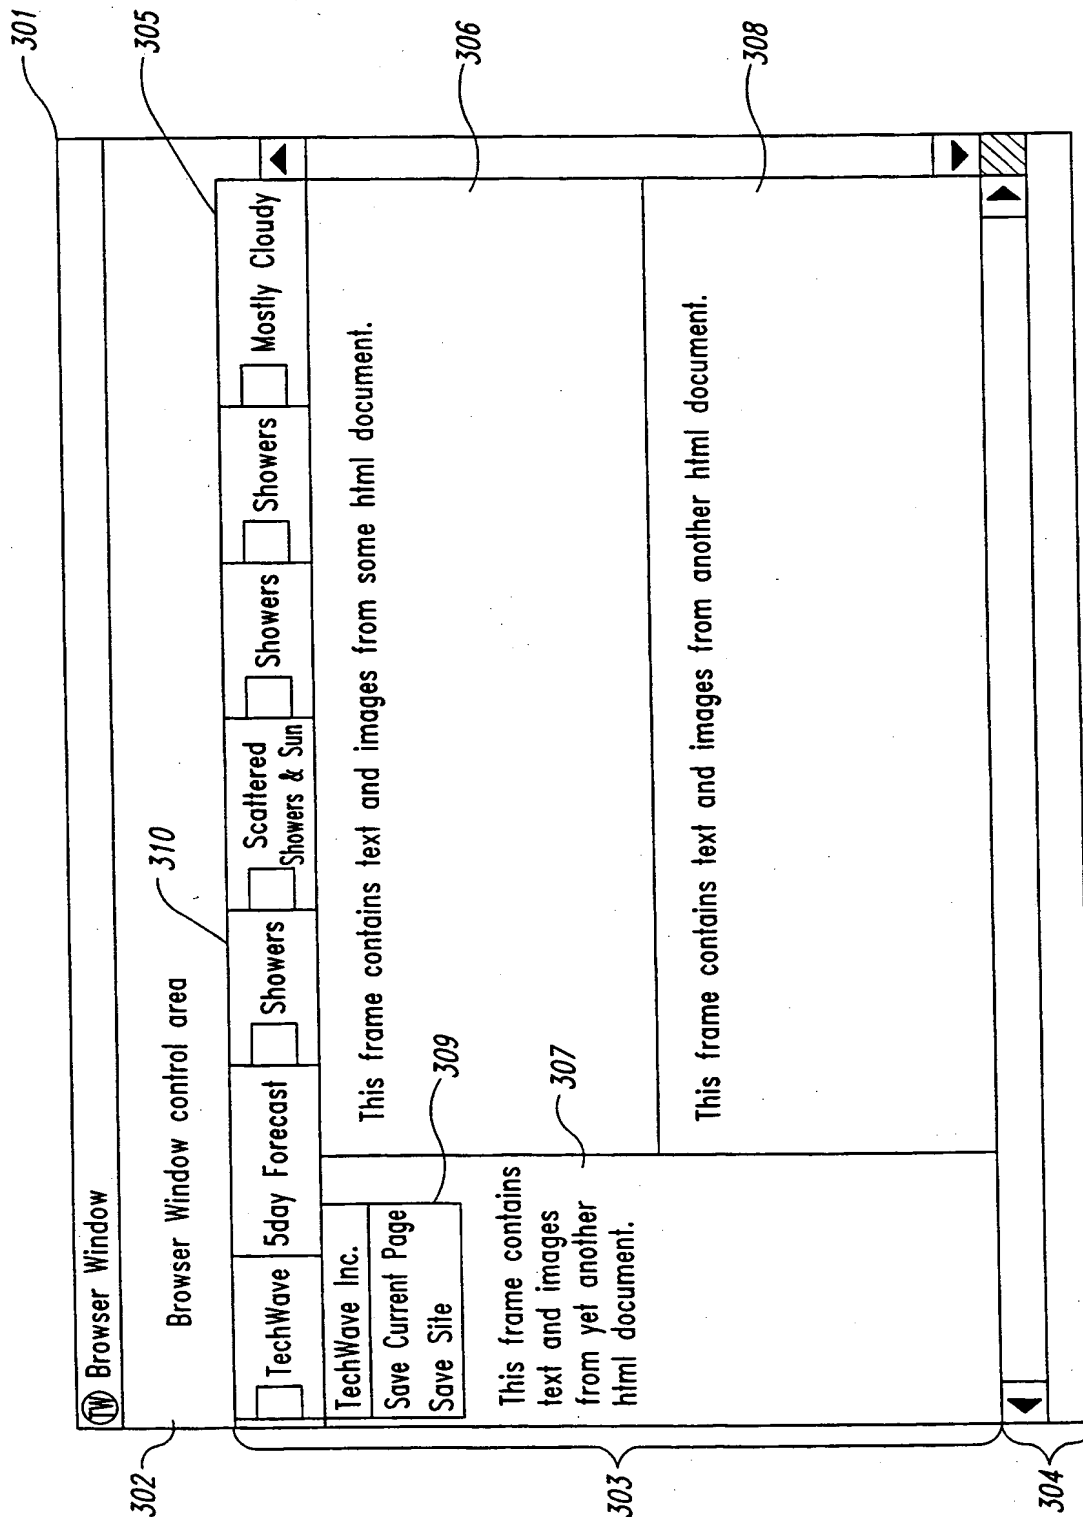 301
TW Browser Window
302
Browser Window control area
310
305
TechWave
5day Forecast
Showers
Scattered
Showers & Sun
Showers
Showers
Mostly Cloudy
TechWave Inc.
Save Current Page
Save Site
309
This frame contains text and images from some html document.
306
This frame contains
text and images
from yet another
html document.
307
303
This frame contains text and images from another html document.
308
304